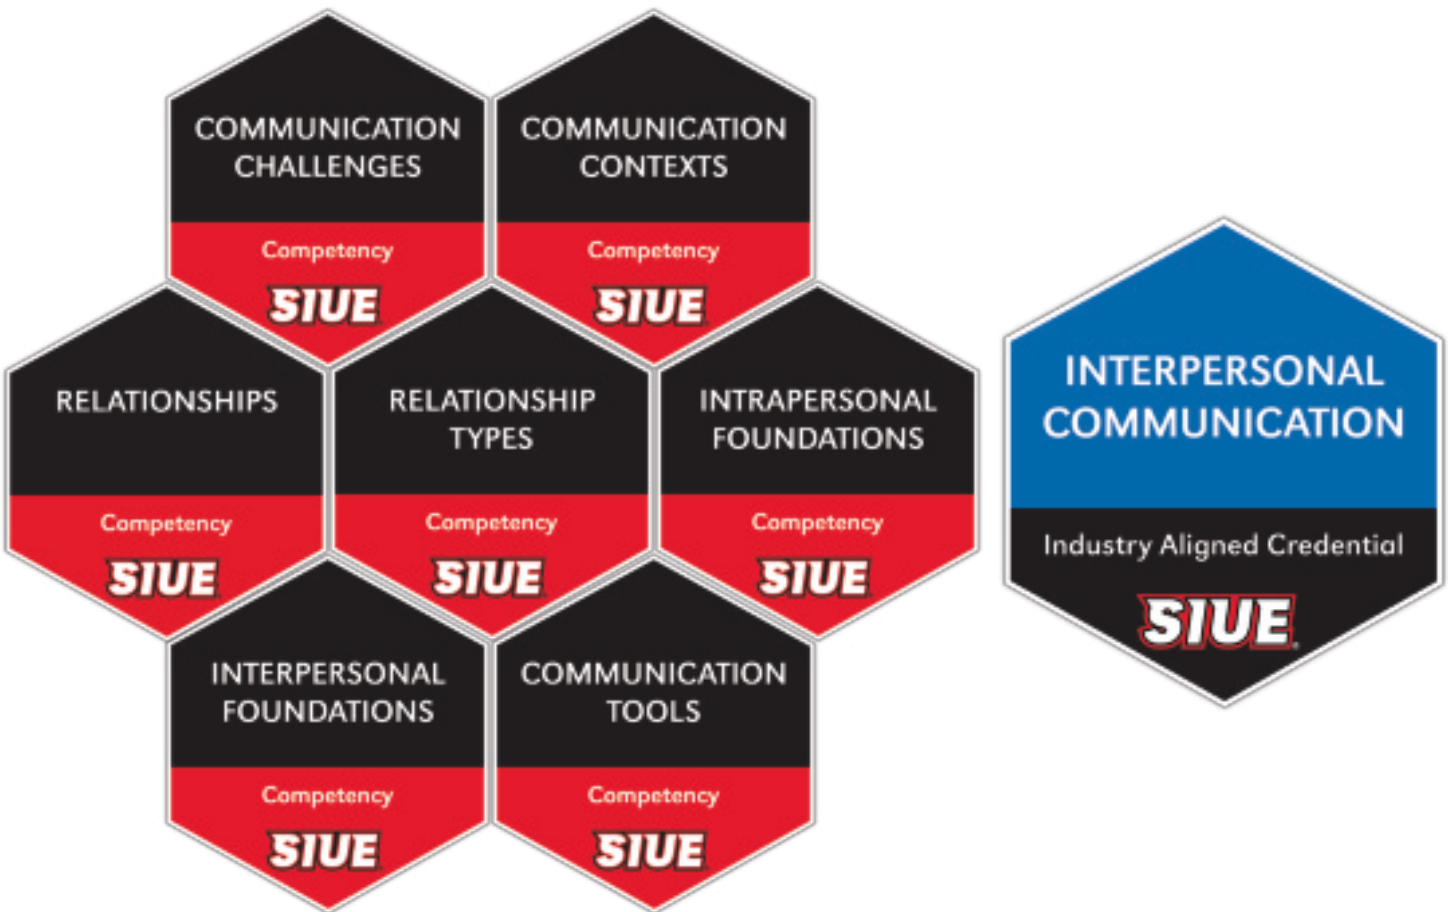 COMMUNICATION
CHALLENGES
Competency
SIUE
COMMUNICATION
CONTEXTS
Competency
SIUE
RELATIONSHIPS
Competency
SIUE
RELATIONSHIP
TYPES
Competency
SIUE
INTRAPERSONAL
FOUNDATIONS
Competency
SIUE
INTERPERSONAL
FOUNDATIONS
Competency
SIUE
COMMUNICATION
TOOLS
Competency
SIUE
INTERPERSONAL
COMMUNICATION
Industry Aligned Credential
SIUE